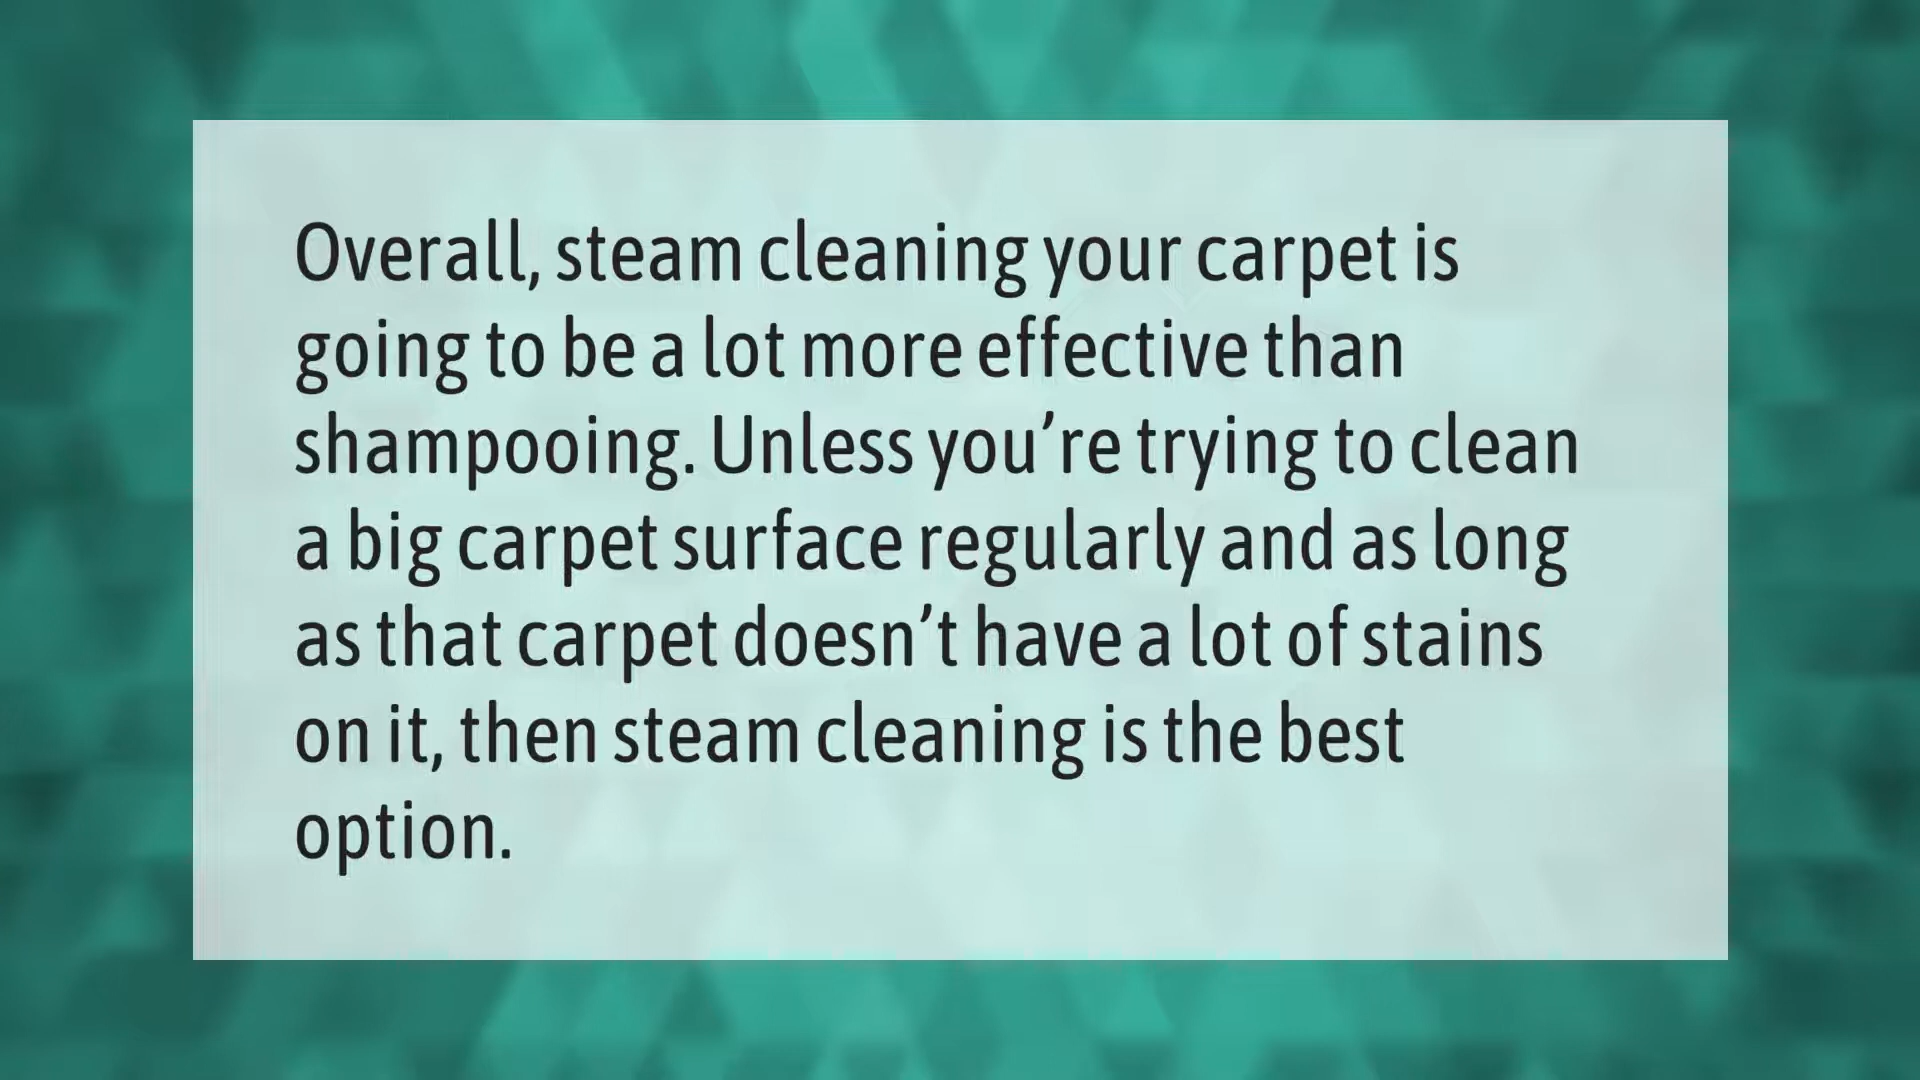 Overall, steam cleaning your carpet is
going to be a lot more effective than
shampooing. Unless you’re trying to clean
a big carpet surface regularly and as long
as that carpet doesn’t have a lot of stains
on it, then steam cleaning is the best
option.